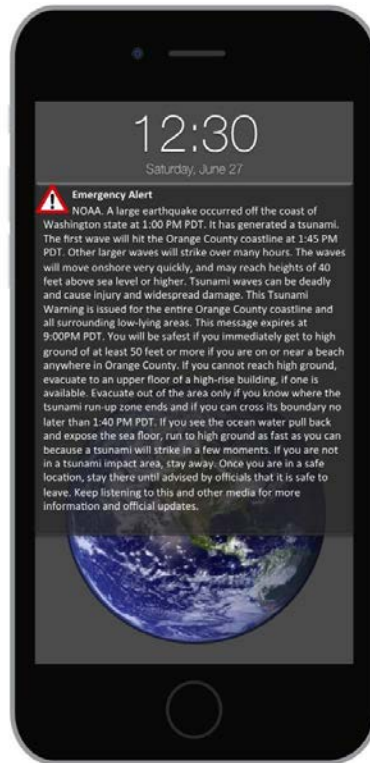 12:30
Saturday, June 27
Emergency Alert
NOAA. A large earthquake occurred off the coast of
Washington state at 1:00 PM PDT. It has generated a tsunami.
The first wave will hit the Orange County coastline at 1:45 PM
PDT. Other larger waves will strike over many hours. The waves
will move onshore very quickly, and may reach heights of 40
feet above sea level or higher. Tsunami waves can be deadly
and cause injury and widespread damage. This Tsunami
Warning is issued for the entire Orange County coastline and
all surrounding low-lying areas. This message expires at
9:00PM PDT. You will be safest if you immediately get to high
ground of at least 50 feet or more if you are on or near a beach
anywhere in Orange County. If you cannot reach high ground,
evacuate to an upper floor of a high-rise building, if one is
available. Evacuate out of the area only if you know where the
tsunami run-up zone ends and if you can cross its boundary no
later than 1:40 PM PDT. If you see the ocean water pull back
and expose the sea floor, run to high ground as fast as you can
because a tsunami will strike in a few moments. If you are not
in a tsunami impact area, stay away. Once you are in a safe
location, stay there until advised by officials that it is safe to
leave. Keep listening to this and other media for more
information and official updates.